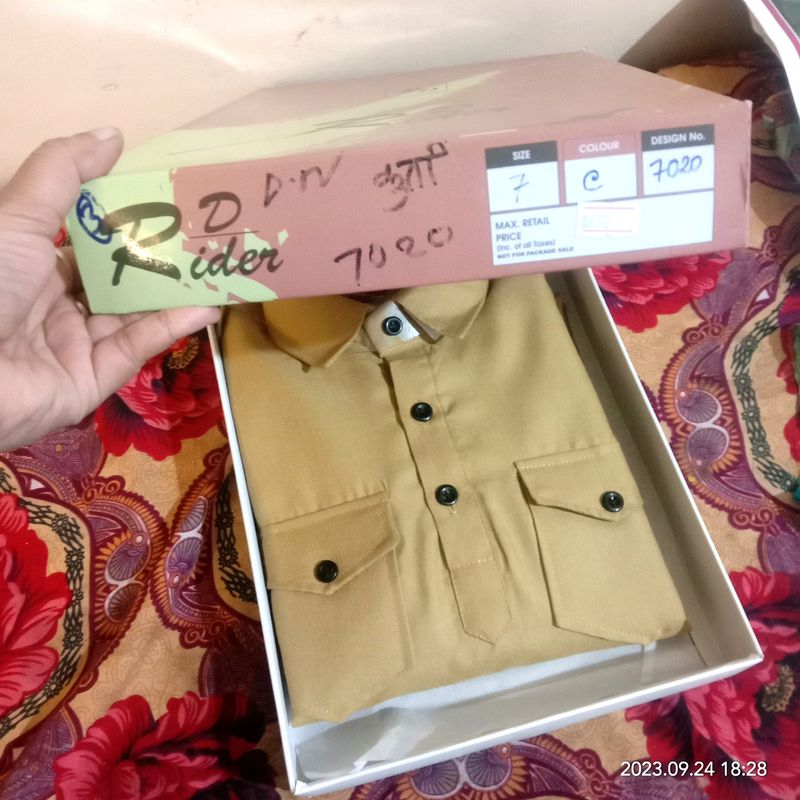 D Rider
D.N कुर्ता
7020
SIZE
7
COLOUR
C
DESIGN No.
7020
MAX. RETAIL
PRICE
(Inc. of all Taxes)
NOT FOR PACKAGE SALE
2023.09.24 18:28